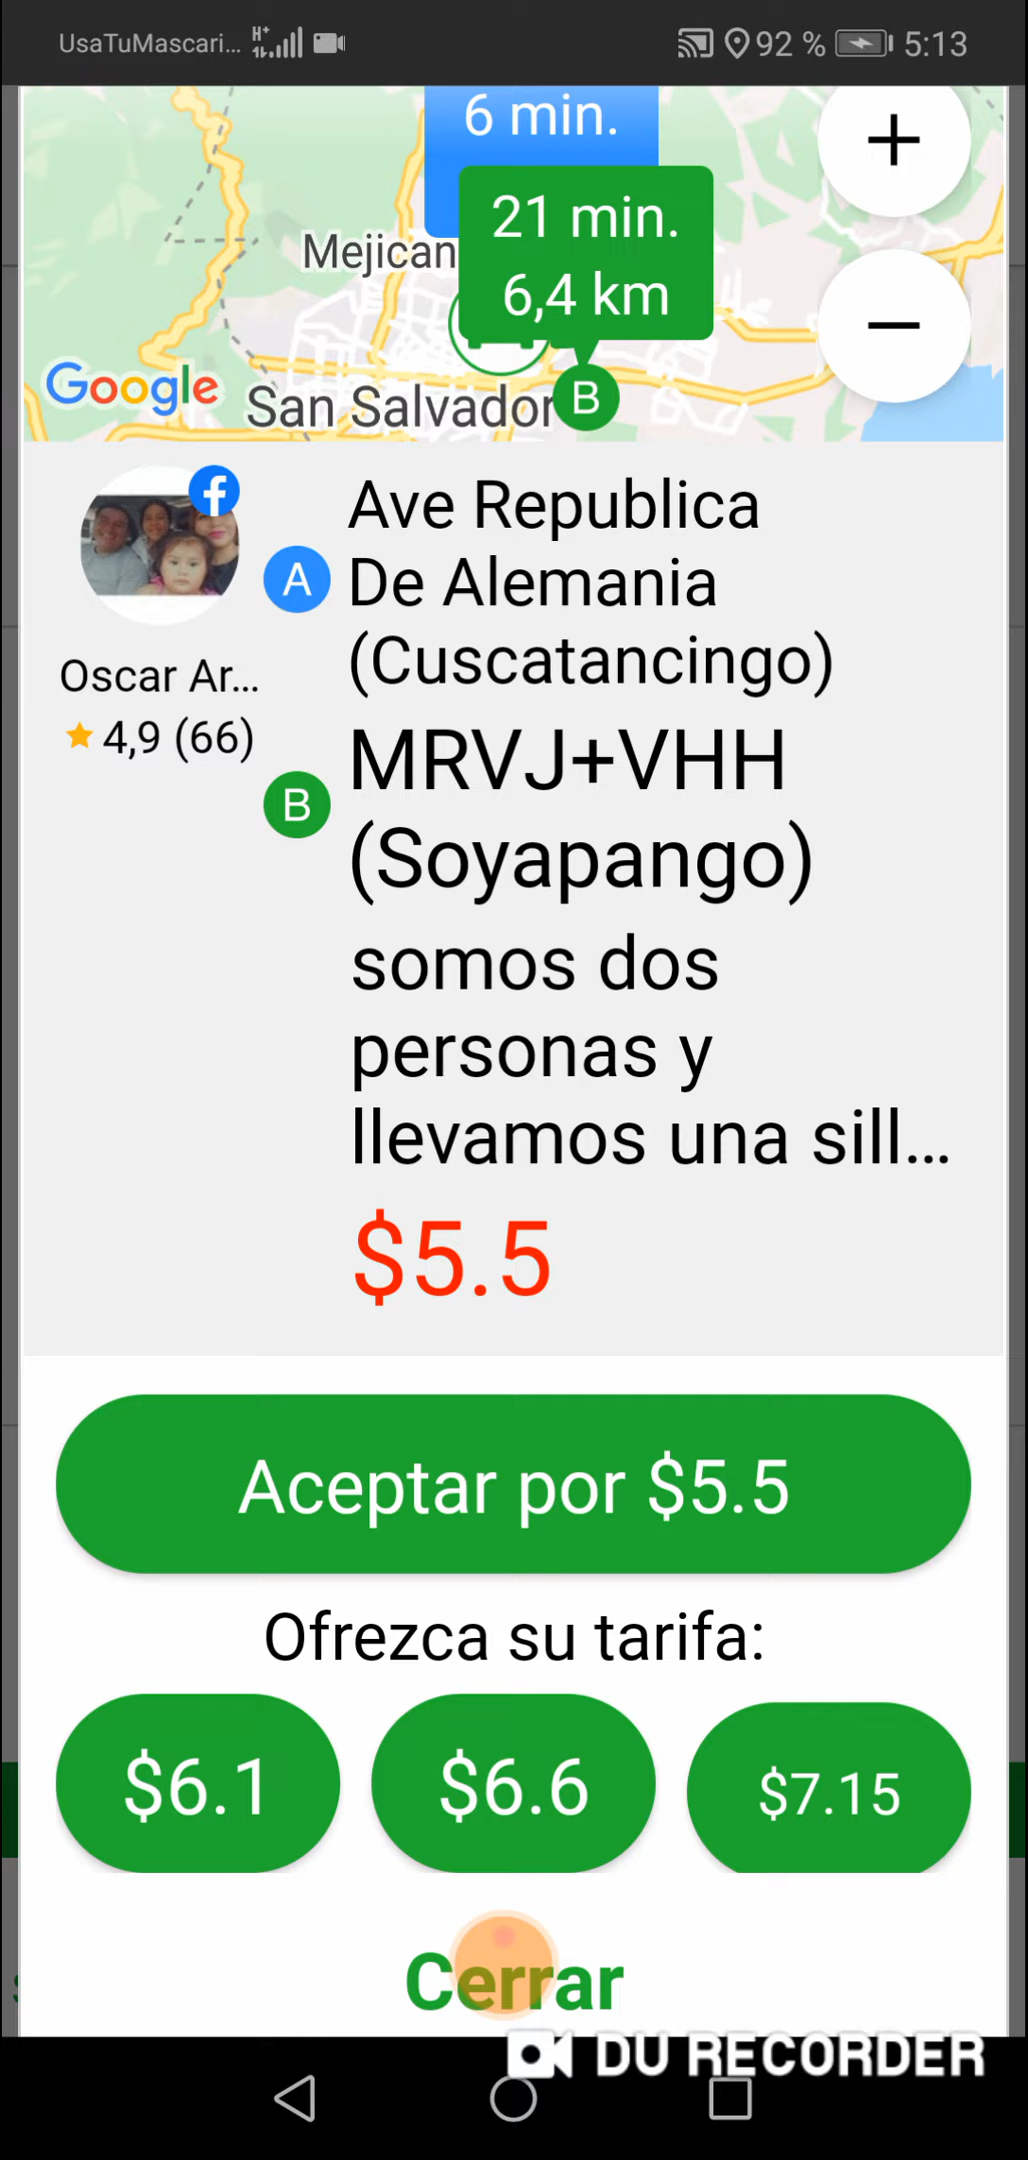 UsaTuMascari... H+ 92 % 5:13
6 min.
+
21 min.
6,4 km
Mejican
−
Google
San Salvador B
f
Ave Republica
A De Alemania
(Cuscatancingo)
Oscar Ar...
4,9 (66)
MRVJ+VHH
B
(Soyapango)
somos dos
personas y
llevamos una sill...
$5.5
Aceptar por $5.5
Ofrezca su tarifa:
$6.1 $6.6 $7.15
Cerrar
DU RECORDER